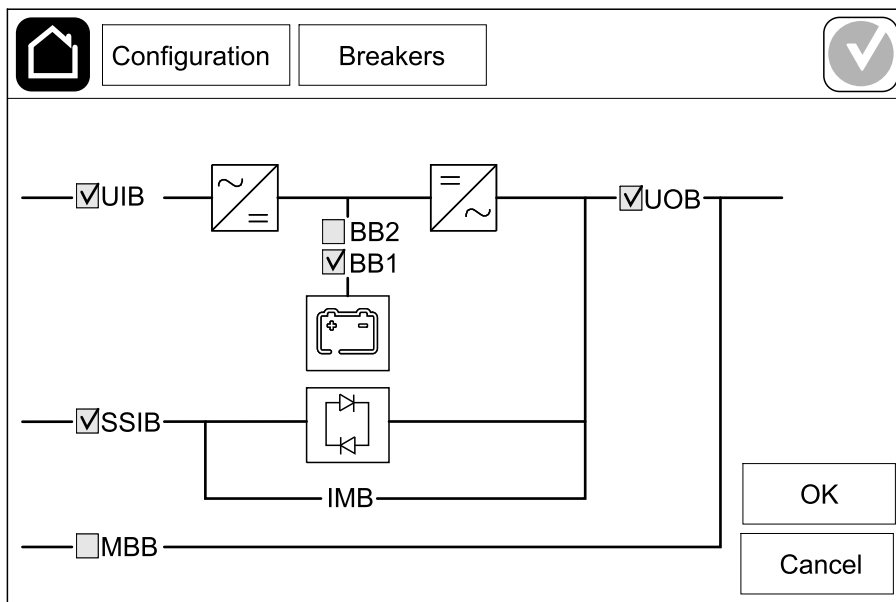 Configuration
Breakers
UIB
UOB
BB2
BB1
SSIB
IMB
OK
MBB
Cancel